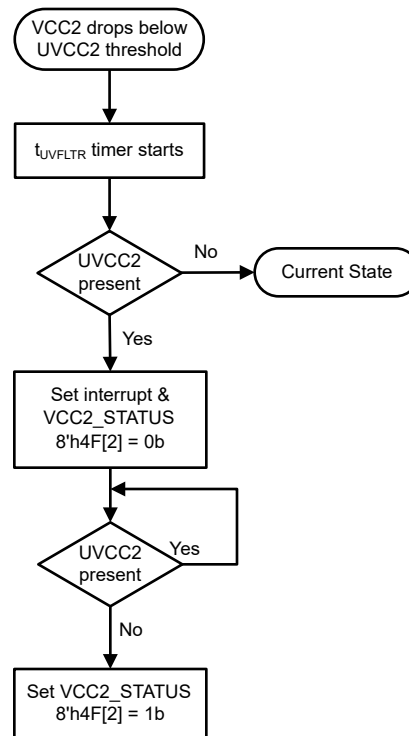 VCC2 drops below
UVCC2 threshold
tUVFLTR timer starts
UVCC2
present
No
Current State
Yes
Set interrupt &
VCC2_STATUS
8'h4F[2] = 0b
UVCC2
present
Yes
No
Set VCC2_STATUS
8'h4F[2] = 1b